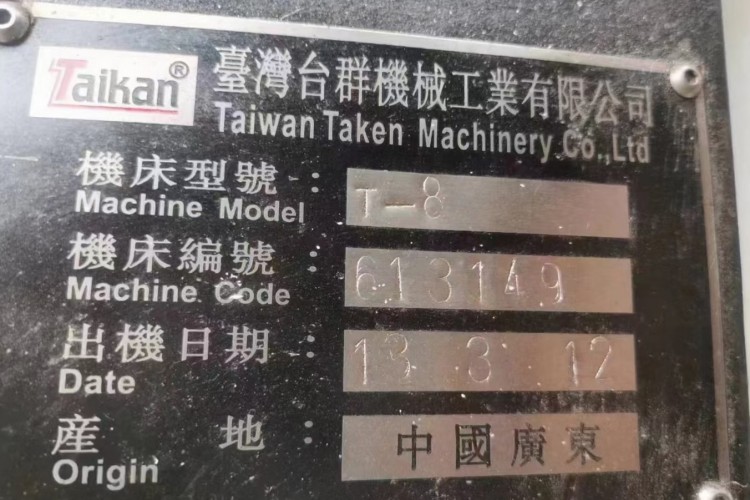 Taikan® 臺灣台群機械工業有限公司
Taiwan Taken Machinery Co.,Ltd
機床型號： T-8
Machine Model
機床編號： 613149
Machine Code
出機日期： 13 3 12
Date
産地： 中國廣東
Origin